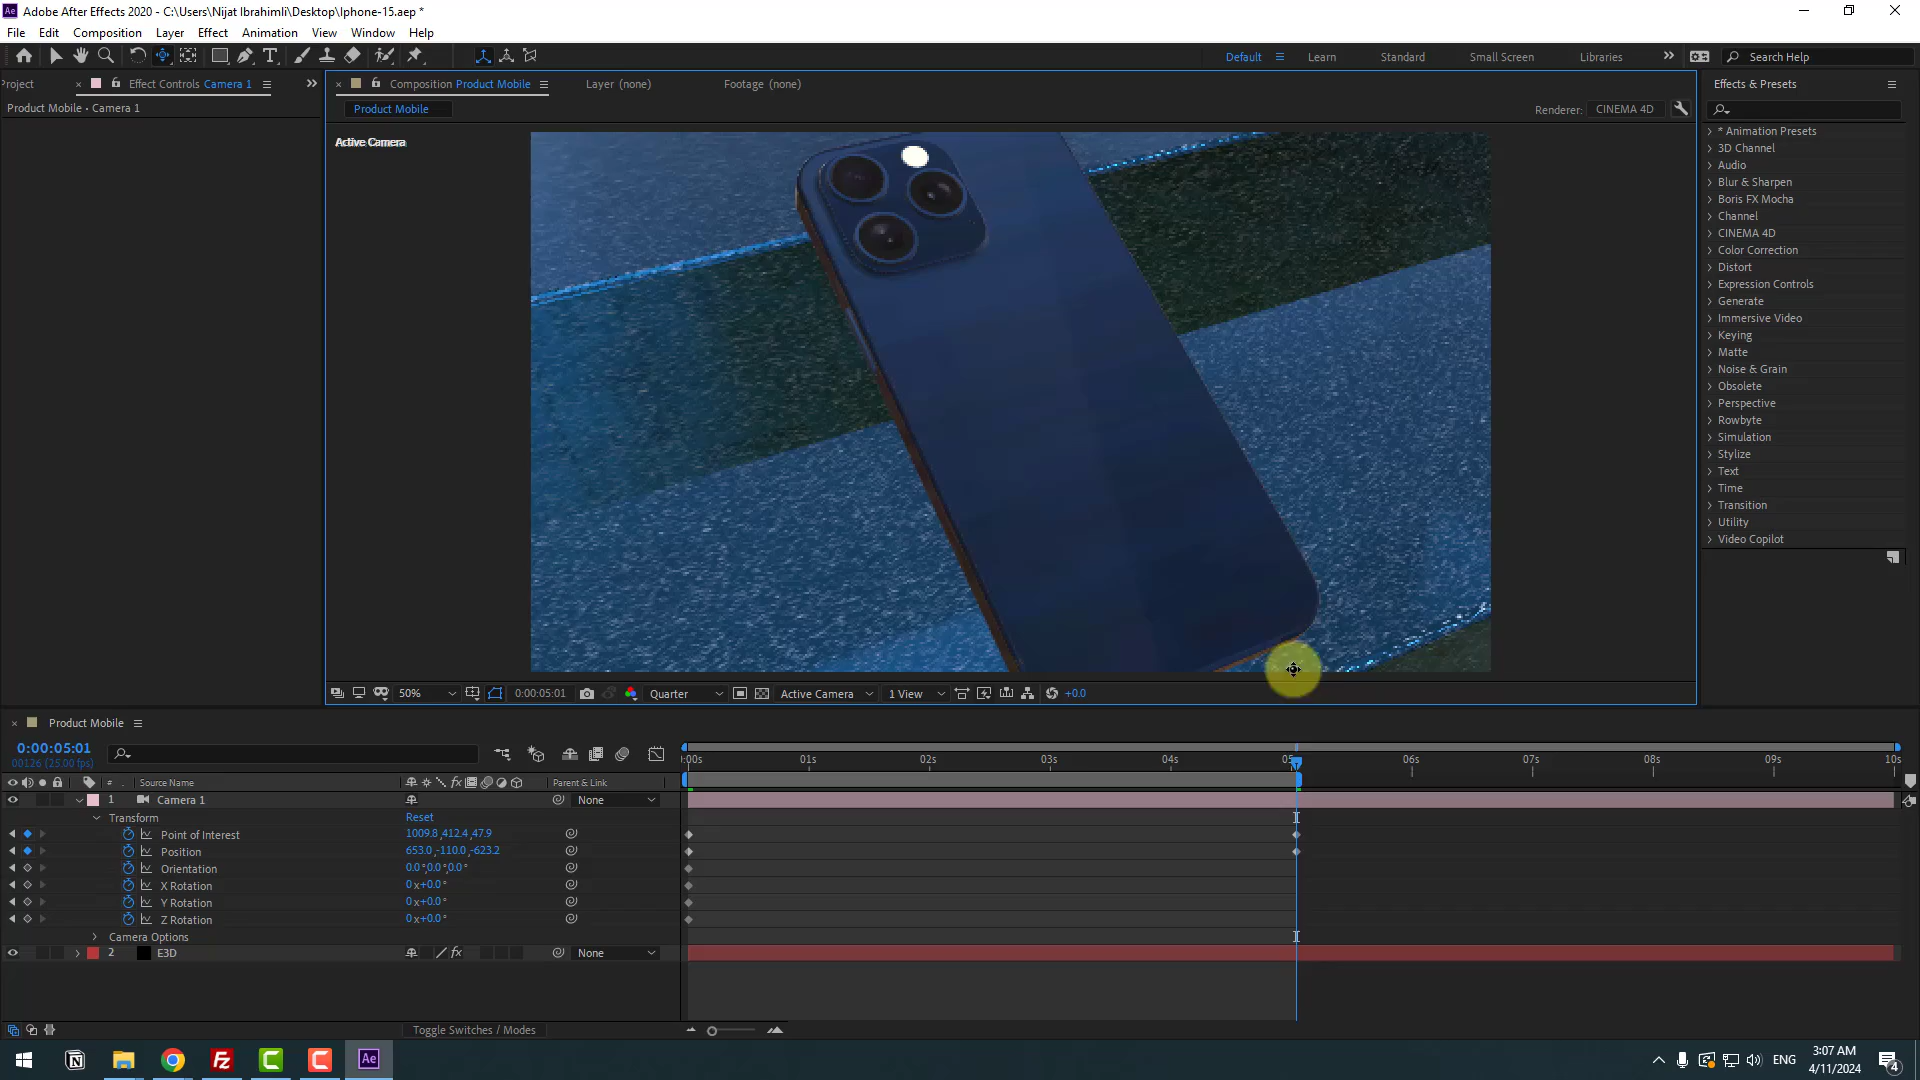 Adobe After Effects 2020 - C:\Users\Nijat Ibrahimli\Desktop\Iphone-15.aep *
File Edit Composition Layer Effect Animation View Window Help
Default Learn Standard Small Screen Libraries Search Help
roject Effect Controls Camera 1 Composition Product Mobile Layer (none) Footage (none) Effects & Presets
Product Mobile • Camera 1
Product Mobile
Renderer: CINEMA 4D
Active Camera
* Animation Presets
3D Channel
Audio
Blur & Sharpen
Boris FX Mocha
Channel
CINEMA 4D
Color Correction
Distort
Expression Controls
Generate
Immersive Video
Keying
Matte
Noise & Grain
Obsolete
Perspective
Rowbyte
Simulation
Stylize
Text
Time
Transition
Utility
Video Copilot
50% 0:00:05:01 Quarter Active Camera 1 View +0.0
Product Mobile
0:00:05:01
00126 (25.00 fps)
:00s 01s 02s 03s 04s 05 06s 07s 08s 09s 10s
# Source Name Parent & Link
1 Camera 1 None
Transform Reset
Point of Interest 1009.8,412.4,47.9
Position 653.0,-110.0,-623.2
Orientation 0.0°,0.0°,0.0°
X Rotation 0x+0.0°
Y Rotation 0x+0.0°
Z Rotation 0x+0.0°
Camera Options
2 E3D None
Toggle Switches / Modes
ENG
3:07 AM
4/11/2024
4